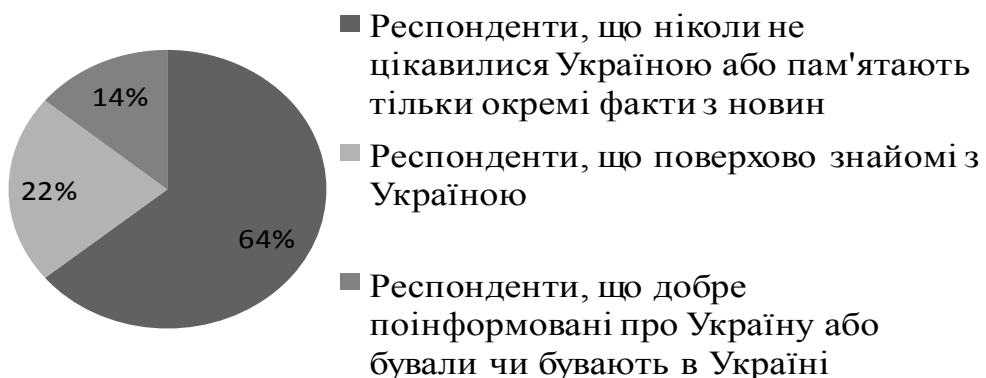 Респонденти, що ніколи не
цікавилися Україною або пам'ятають
тільки окремі факти з новин
14%
Респонденти, що поверхово знайомі з
Україною
22%
64%
Респонденти, що добре
поінформовані про Україну або
бували чи бувають в Україні